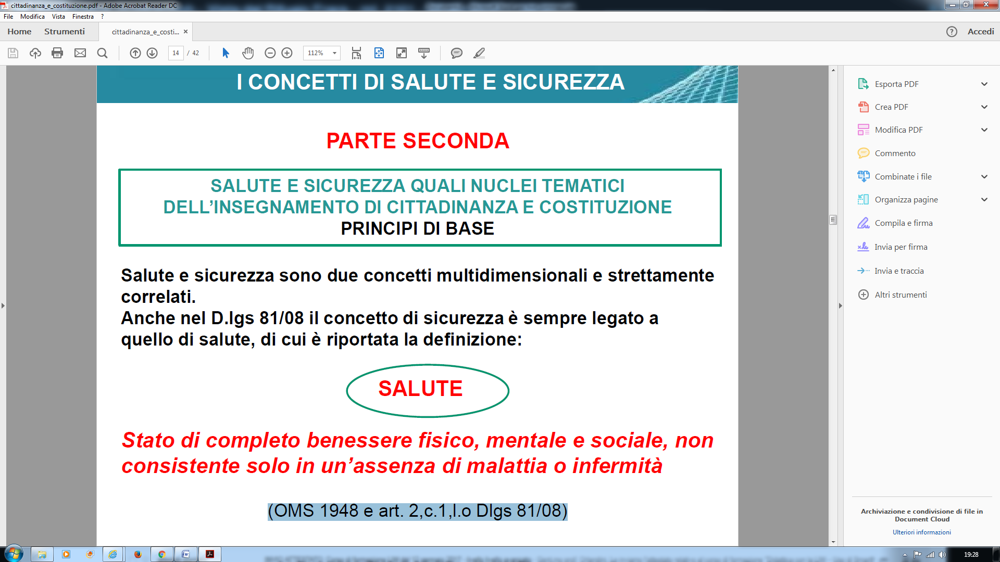 cittadinanza_e_costituzione.pdf - Adobe Acrobat Reader DC
File Modifica Vista Finestra ?
Home Strumenti cittadinanza_e_costi... × ? Accedi
14 / 42 112%
I CONCETTI DI SALUTE E SICUREZZA
PARTE SECONDA
SALUTE E SICUREZZA QUALI NUCLEI TEMATICI
DELL’INSEGNAMENTO DI CITTADINANZA E COSTITUZIONE
PRINCIPI DI BASE
Salute e sicurezza sono due concetti multidimensionali e strettamente
correlati.
Anche nel D.lgs 81/08 il concetto di sicurezza è sempre legato a
quello di salute, di cui è riportata la definizione:
SALUTE
Stato di completo benessere fisico, mentale e sociale, non
consistente solo in un’assenza di malattia o infermità
(OMS 1948 e art. 2,c.1,l.o Dlgs 81/08)
Esporta PDF
Crea PDF
Modifica PDF
Commento
Combinate i file
Organizza pagine
Compila e firma
Invia per firma
Invia e traccia
Altri strumenti
Archiviazione e condivisione di file in
Document Cloud
Ulteriori informazioni
19:28